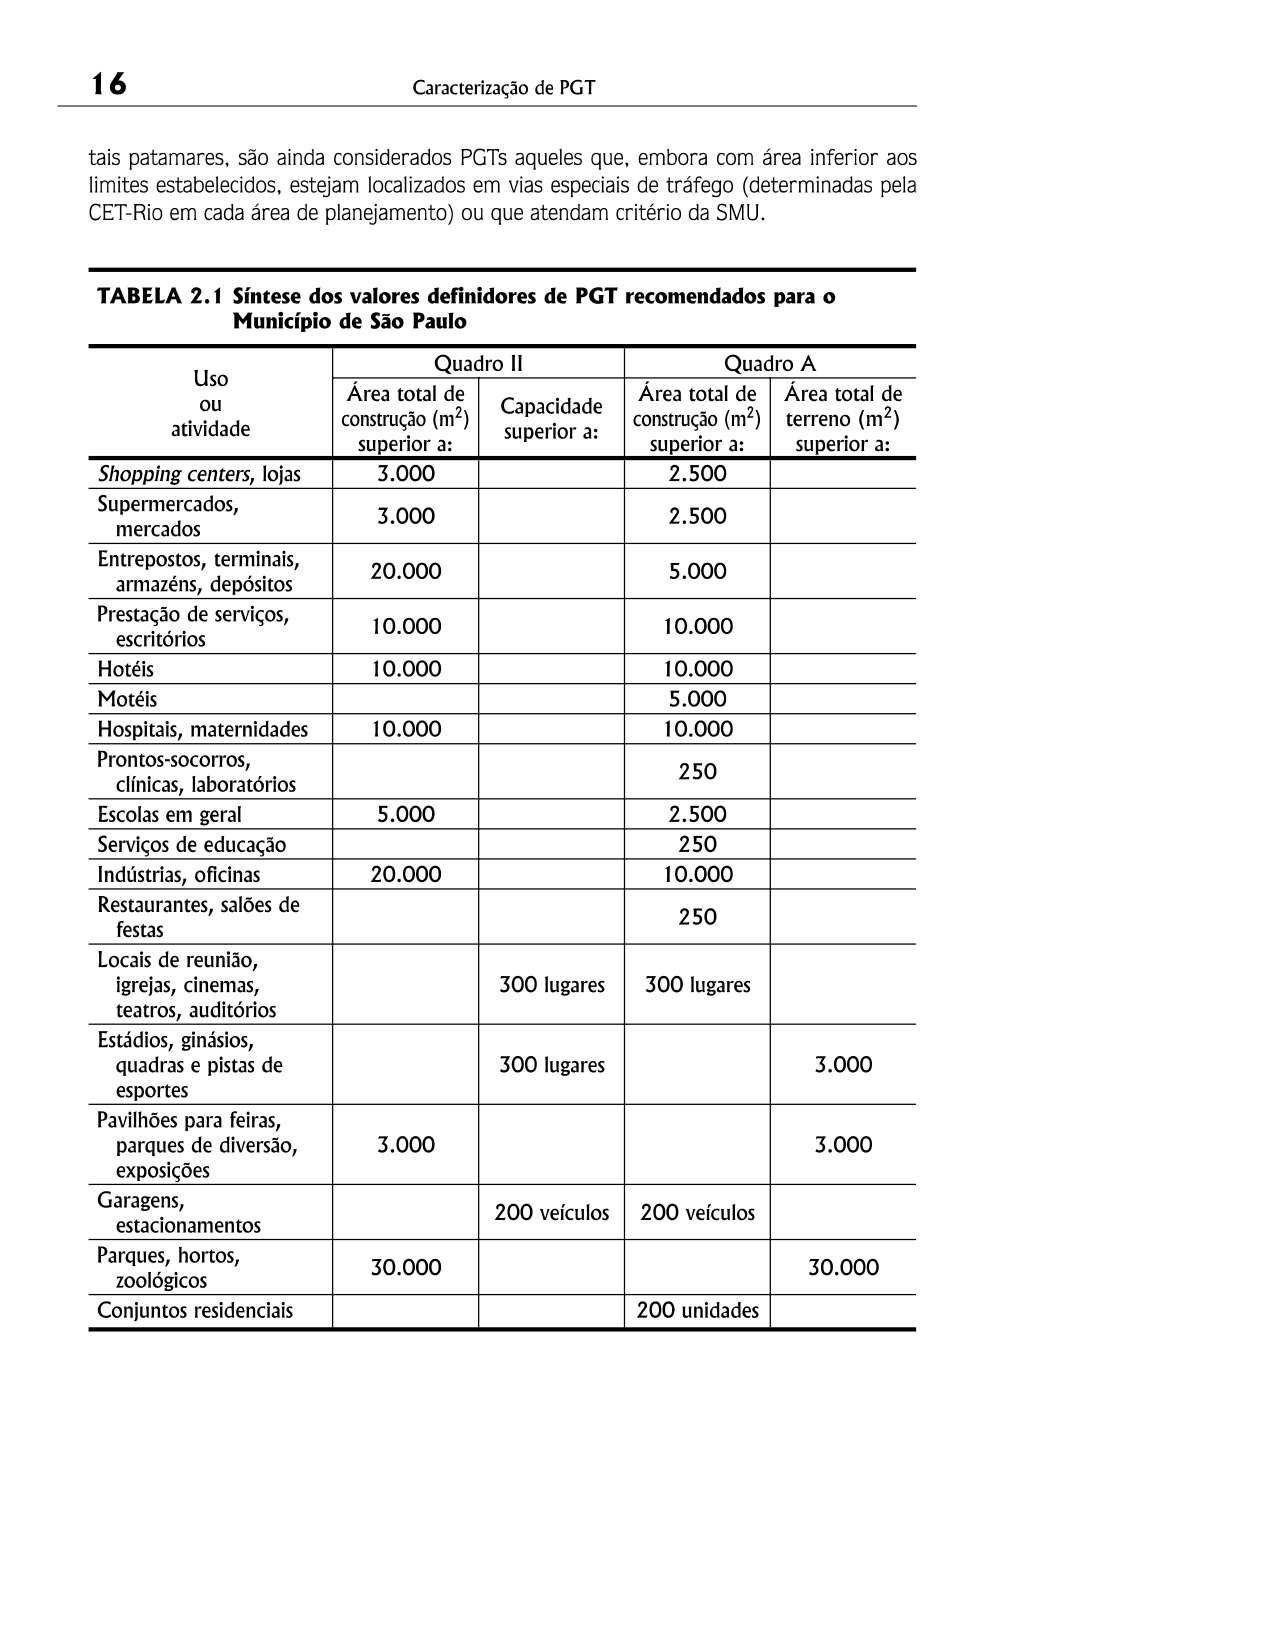 16
Caracterização de PGT
tais patamares, são ainda considerados PGTs aqueles que, embora com área inferior aos
limites estabelecidos, estejam localizados em vias especiais de tráfego (determinadas pela
CET-Rio em cada área de planejamento) ou que atendam critério da SMU.
TABELA 2.1 Síntese dos valores definidores de PGT recomendados para o
Município de São Paulo
Uso
ou
atividade
Quadro II
Quadro A
Área total de
construção (m²)
superior a:
Capacidade
superior a:
Área total de
construção (m²)
superior a:
Área total de
terreno (m²)
superior a:
Shopping centers, lojas 3.000 2.500
Supermercados,
mercados
3.000 2.500
Entrepostos, terminais,
armazéns, depósitos
20.000 5.000
Prestação de serviços,
escritórios
10.000 10.000
Hotéis 10.000 10.000
Motéis 5.000
Hospitais, maternidades 10.000 10.000
Prontos-socorros,
clínicas, laboratórios
250
Escolas em geral 5.000 2.500
Serviços de educação 250
Indústrias, oficinas 20.000 10.000
Restaurantes, salões de
festas
250
Locais de reunião,
igrejas, cinemas,
teatros, auditórios
300 lugares 300 lugares
Estádios, ginásios,
quadras e pistas de
esportes
300 lugares 3.000
Pavilhões para feiras,
parques de diversão,
exposições
3.000 3.000
Garagens,
estacionamentos
200 veículos 200 veículos
Parques, hortos,
zoológicos
30.000 30.000
Conjuntos residenciais 200 unidades